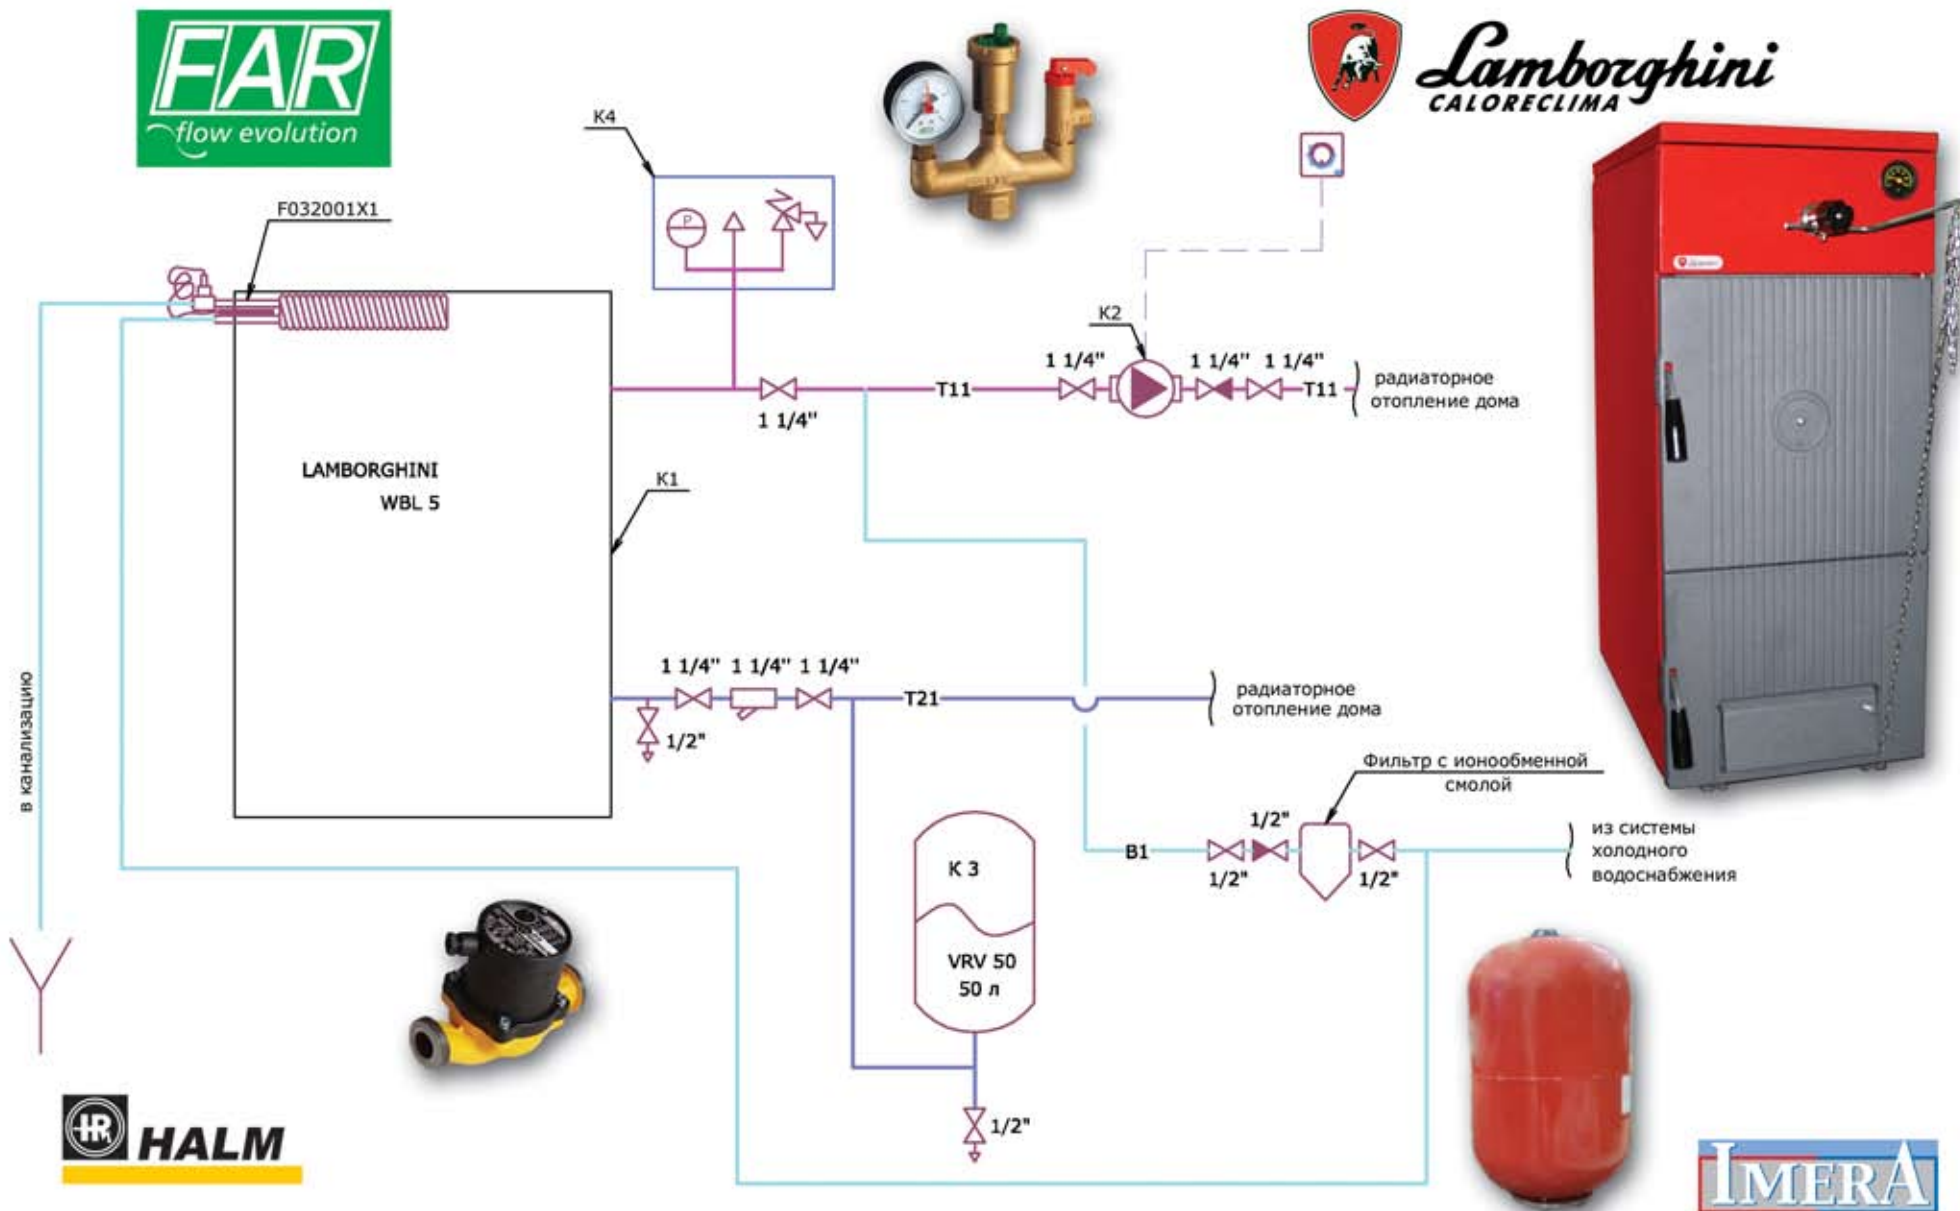 FAR
flow evolution
Lamborghini
CALORECLIMA
K4
F032001X1
P
K2
1 1/4" 1 1/4" 1 1/4"
T11
T11
радиаторное
отопление дома
1 1/4"
LAMBORGHINI
WBL 5
K1
в канализацию
1 1/4" 1 1/4" 1 1/4"
T21
1/2"
радиаторное
отопление дома
Фильтр с ионообменной
смолой
1/2"
B1
1/2"
1/2"
из системы
холодного
водоснабжения
K 3
VRV 50
50 л
1/2"
HALM
IMERA